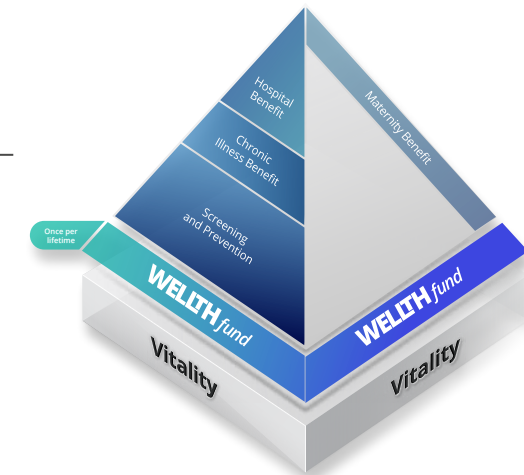 Hospital
Benefit
Maternity Benefit
Chronic
Illness Benefit
Screening
and Prevention
Once per
lifetime
WELLTH fund
WELLTH fund
Vitality
Vitality